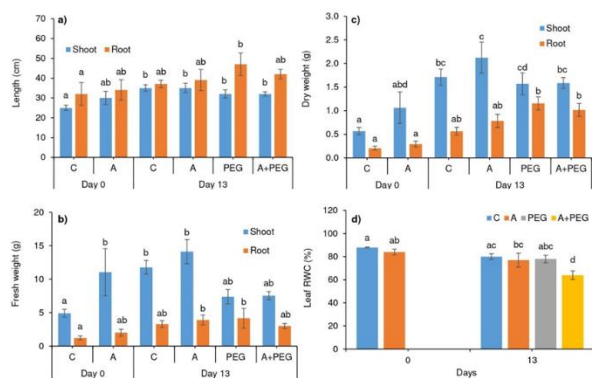 a)
Shoot Root
Length (cm)
60
50
40
30
20
10
0
a a ab ab b ab b ab ab b ab ab
C A C A PEG A+PEG
Day 0 Day 13
c)
Shoot
Root
Dry weight (g)
3.0
2.5
2.0
1.5
1.0
0.5
0.0
a a abd a bc ab c ab cd b bc b
C A C A PEG A+PEG
Day 0 Day 13
b)
Shoot
Root
Fresh weight (g)
20
15
10
5
0
a a b ab b ab b b ab b ab ab
C A C A PEG A+PEG
Day 0 Day 13
d)
C A PEG A+PEG
Leaf RWC (%)
120
100
80
60
40
20
0
a ab ac bc abc d
0 13
Days